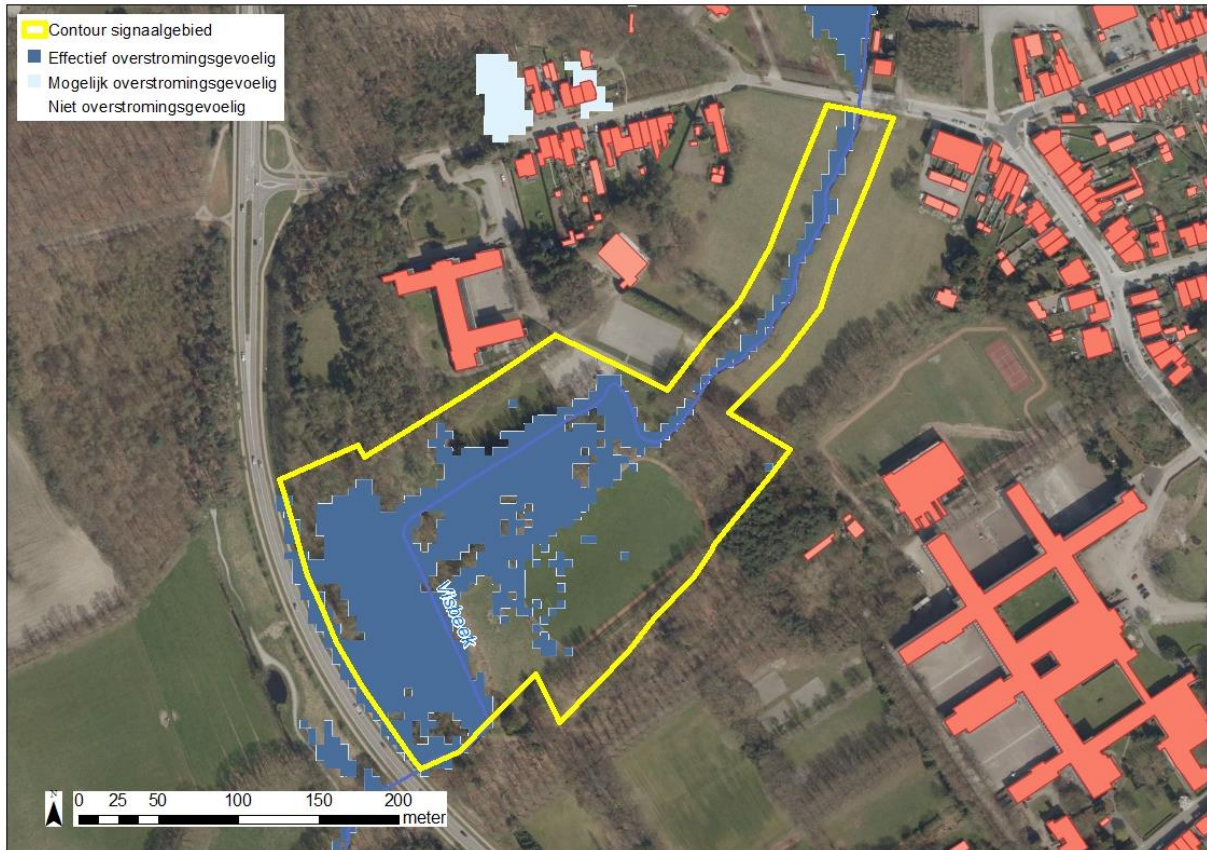 Contour signaalgebied
Effectief overstromingsgevoelig
Mogelijk overstromingsgevoelig
Niet overstromingsgevoelig
Visbeek
N
0 25 50 100 150 200
meter